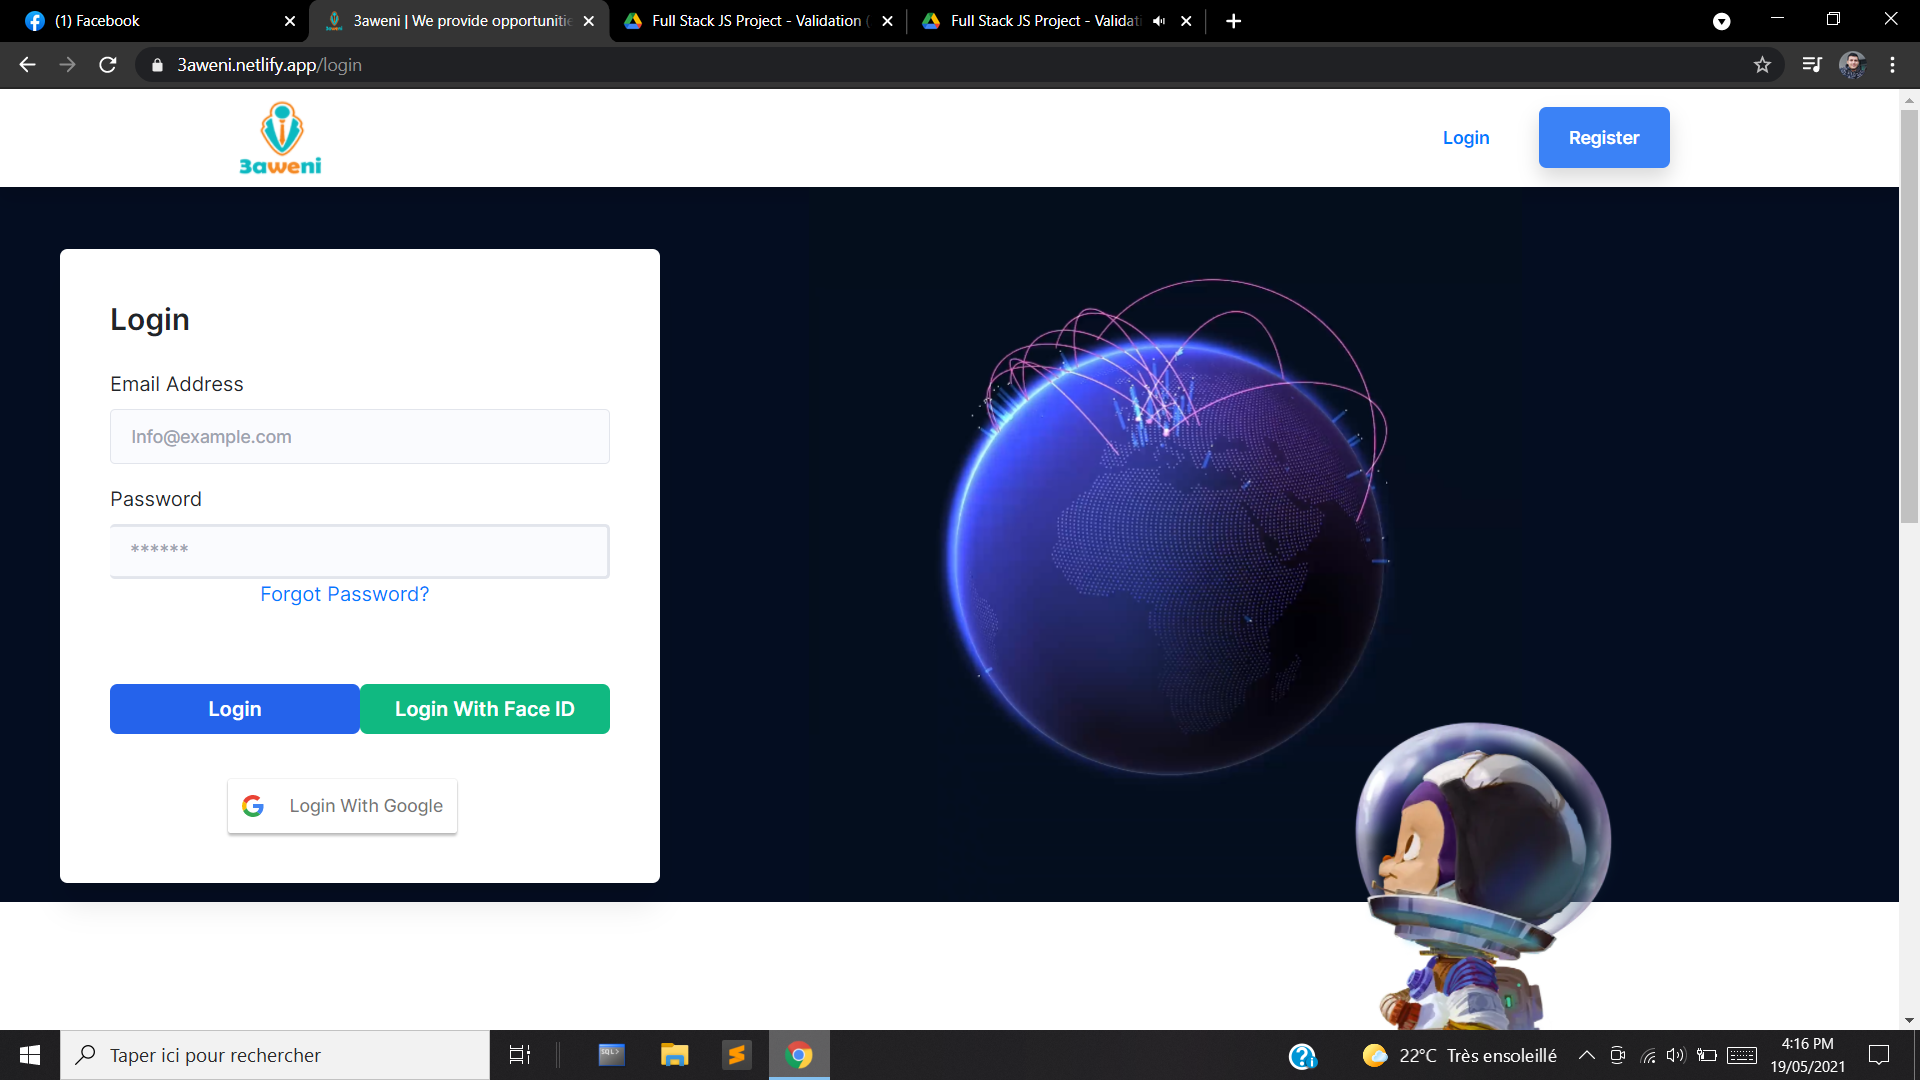 (1) Facebook
3aweni | We provide opportunitie
Full Stack JS Project - Validation (
Full Stack JS Project - Validati
3aweni.netlify.app/login
3aweni
Login
Register
Login
Email Address
Info@example.com
Password
******
Forgot Password?
Login
Login With Face ID
Login With Google
Taper ici pour rechercher
SQL>
22°C Très ensoleillé
4:16 PM
19/05/2021